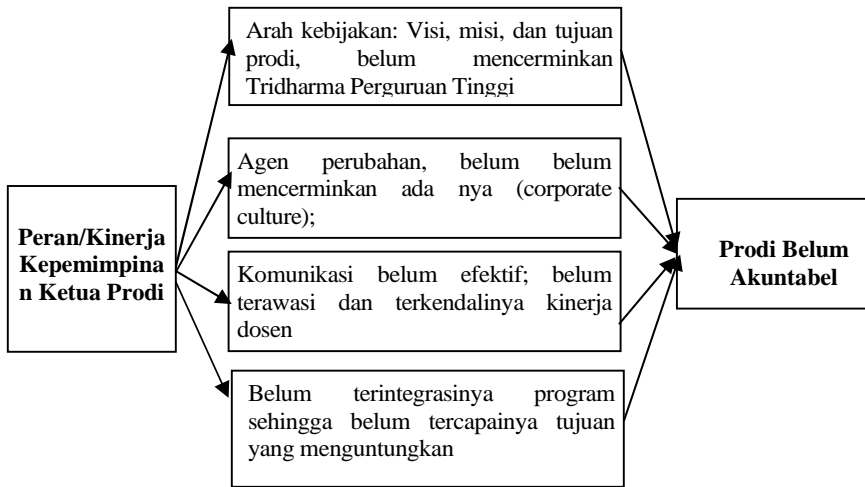 Arah kebijakan: Visi, misi, dan tujuan
prodi, belum mencerminkan
Tridharma Perguruan Tinggi
Agen perubahan, belum belum
mencerminkan ada nya (corporate
culture);
Peran/Kinerja
Kepemimpina
n Ketua Prodi
Komunikasi belum efektif; belum
terawasi dan terkendalinya kinerja
dosen
Belum terintegrasinya program
sehingga belum tercapainya tujuan
yang menguntungkan
Prodi Belum
Akuntabel